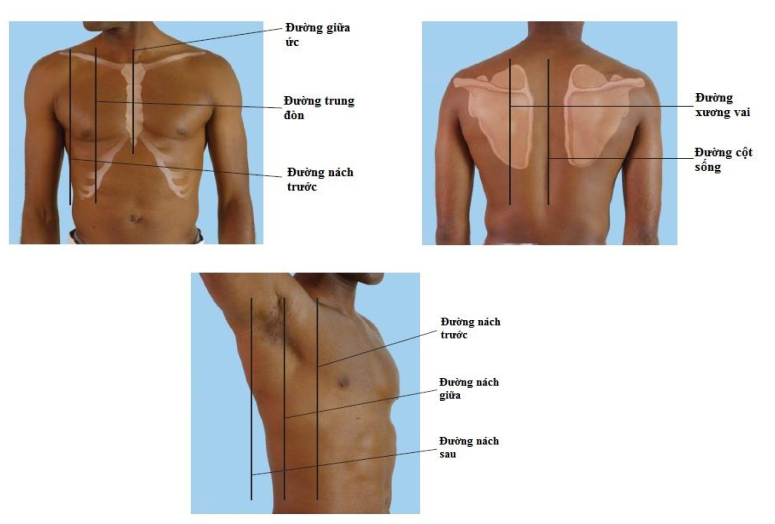 Đường giữa
ức
Đường trung
đòn
Đường nách
trước
Đường
xương vai
Đường cột
sống
Đường nách
trước
Đường nách
giữa
Đường nách
sau